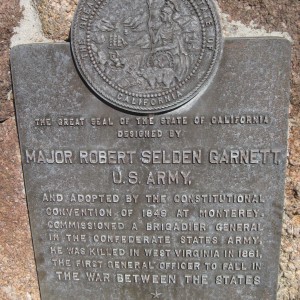 CALIFORNIA
THE GREAT SEAL OF THE STATE OF CALIFORNIA
DESIGNED BY
MAJOR ROBERT SELDEN GARNETT,
U.S. ARMY,
AND ADOPTED BY THE CONSTITUTIONAL
CONVENTION OF 1849 AT MONTEREY.
COMMISSIONED A BRIGADIER GENERAL
IN THE CONFEDERATE STATES ARMY,
HE WAS KILLED IN WEST VIRGINIA IN 1861,
THE FIRST GENERAL OFFICER TO FALL IN
THE WAR BETWEEN THE STATES